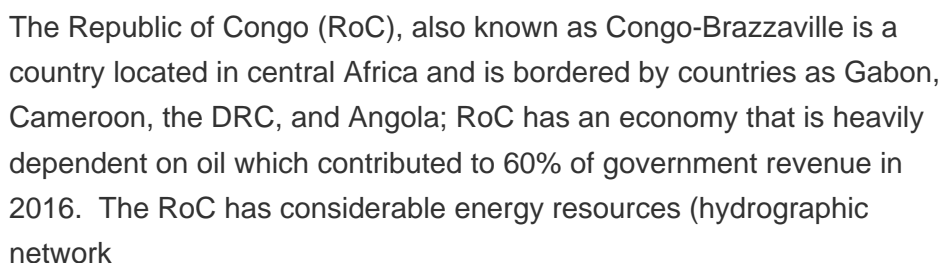 The Republic of Congo (RoC), also known as Congo-Brazzaville is a
country located in central Africa and is bordered by countries as Gabon,
Cameroon, the DRC, and Angola; RoC has an economy that is heavily
dependent on oil which contributed to 60% of government revenue in
2016.  The RoC has considerable energy resources (hydrographic
network